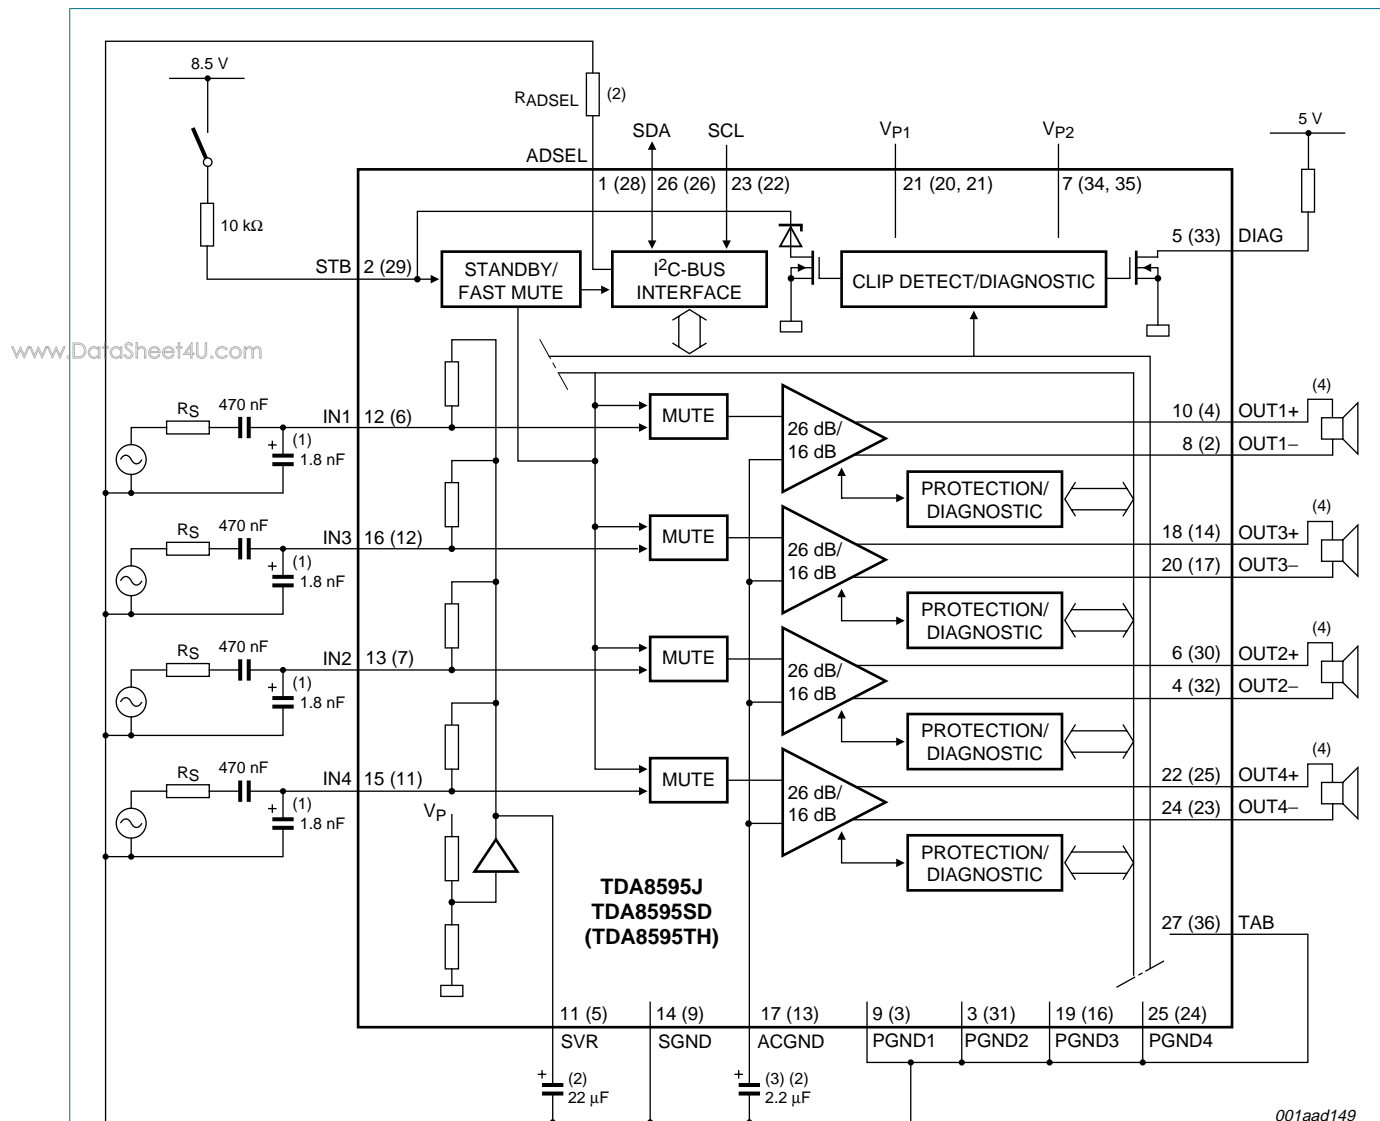 8.5 V
RADSEL
(2)
5 V
SDA
SCL
VP1
VP2
ADSEL
1 (28)
26 (26)
23 (22)
21 (20, 21)
7 (34, 35)
10 kΩ
5 (33)
DIAG
STB
2 (29)
STANDBY/
FAST MUTE
I2C-BUS
INTERFACE
CLIP DETECT/DIAGNOSTIC
www.DataSheet4U.com
RS
470 nF
IN1
12 (6)
(1)
1.8 nF
MUTE
26 dB/
16 dB
10 (4)
OUT1+
(4)
8 (2)
OUT1−
PROTECTION/
DIAGNOSTIC
RS
470 nF
IN3
16 (12)
(1)
1.8 nF
MUTE
26 dB/
16 dB
18 (14)
OUT3+
(4)
20 (17)
OUT3−
PROTECTION/
DIAGNOSTIC
RS
470 nF
IN2
13 (7)
(1)
1.8 nF
MUTE
26 dB/
16 dB
6 (30)
OUT2+
(4)
4 (32)
OUT2−
PROTECTION/
DIAGNOSTIC
RS
470 nF
IN4
15 (11)
(1)
1.8 nF
MUTE
26 dB/
16 dB
22 (25)
OUT4+
(4)
24 (23)
OUT4−
PROTECTION/
DIAGNOSTIC
VP
TDA8595J
TDA8595SD
(TDA8595TH)
27 (36)
TAB
11 (5)
14 (9)
17 (13)
9 (3)
3 (31)
19 (16)
25 (24)
SVR
SGND
ACGND
PGND1
PGND2
PGND3
PGND4
+
(2)
22 μF
+
(3) (2)
2.2 μF
001aad149